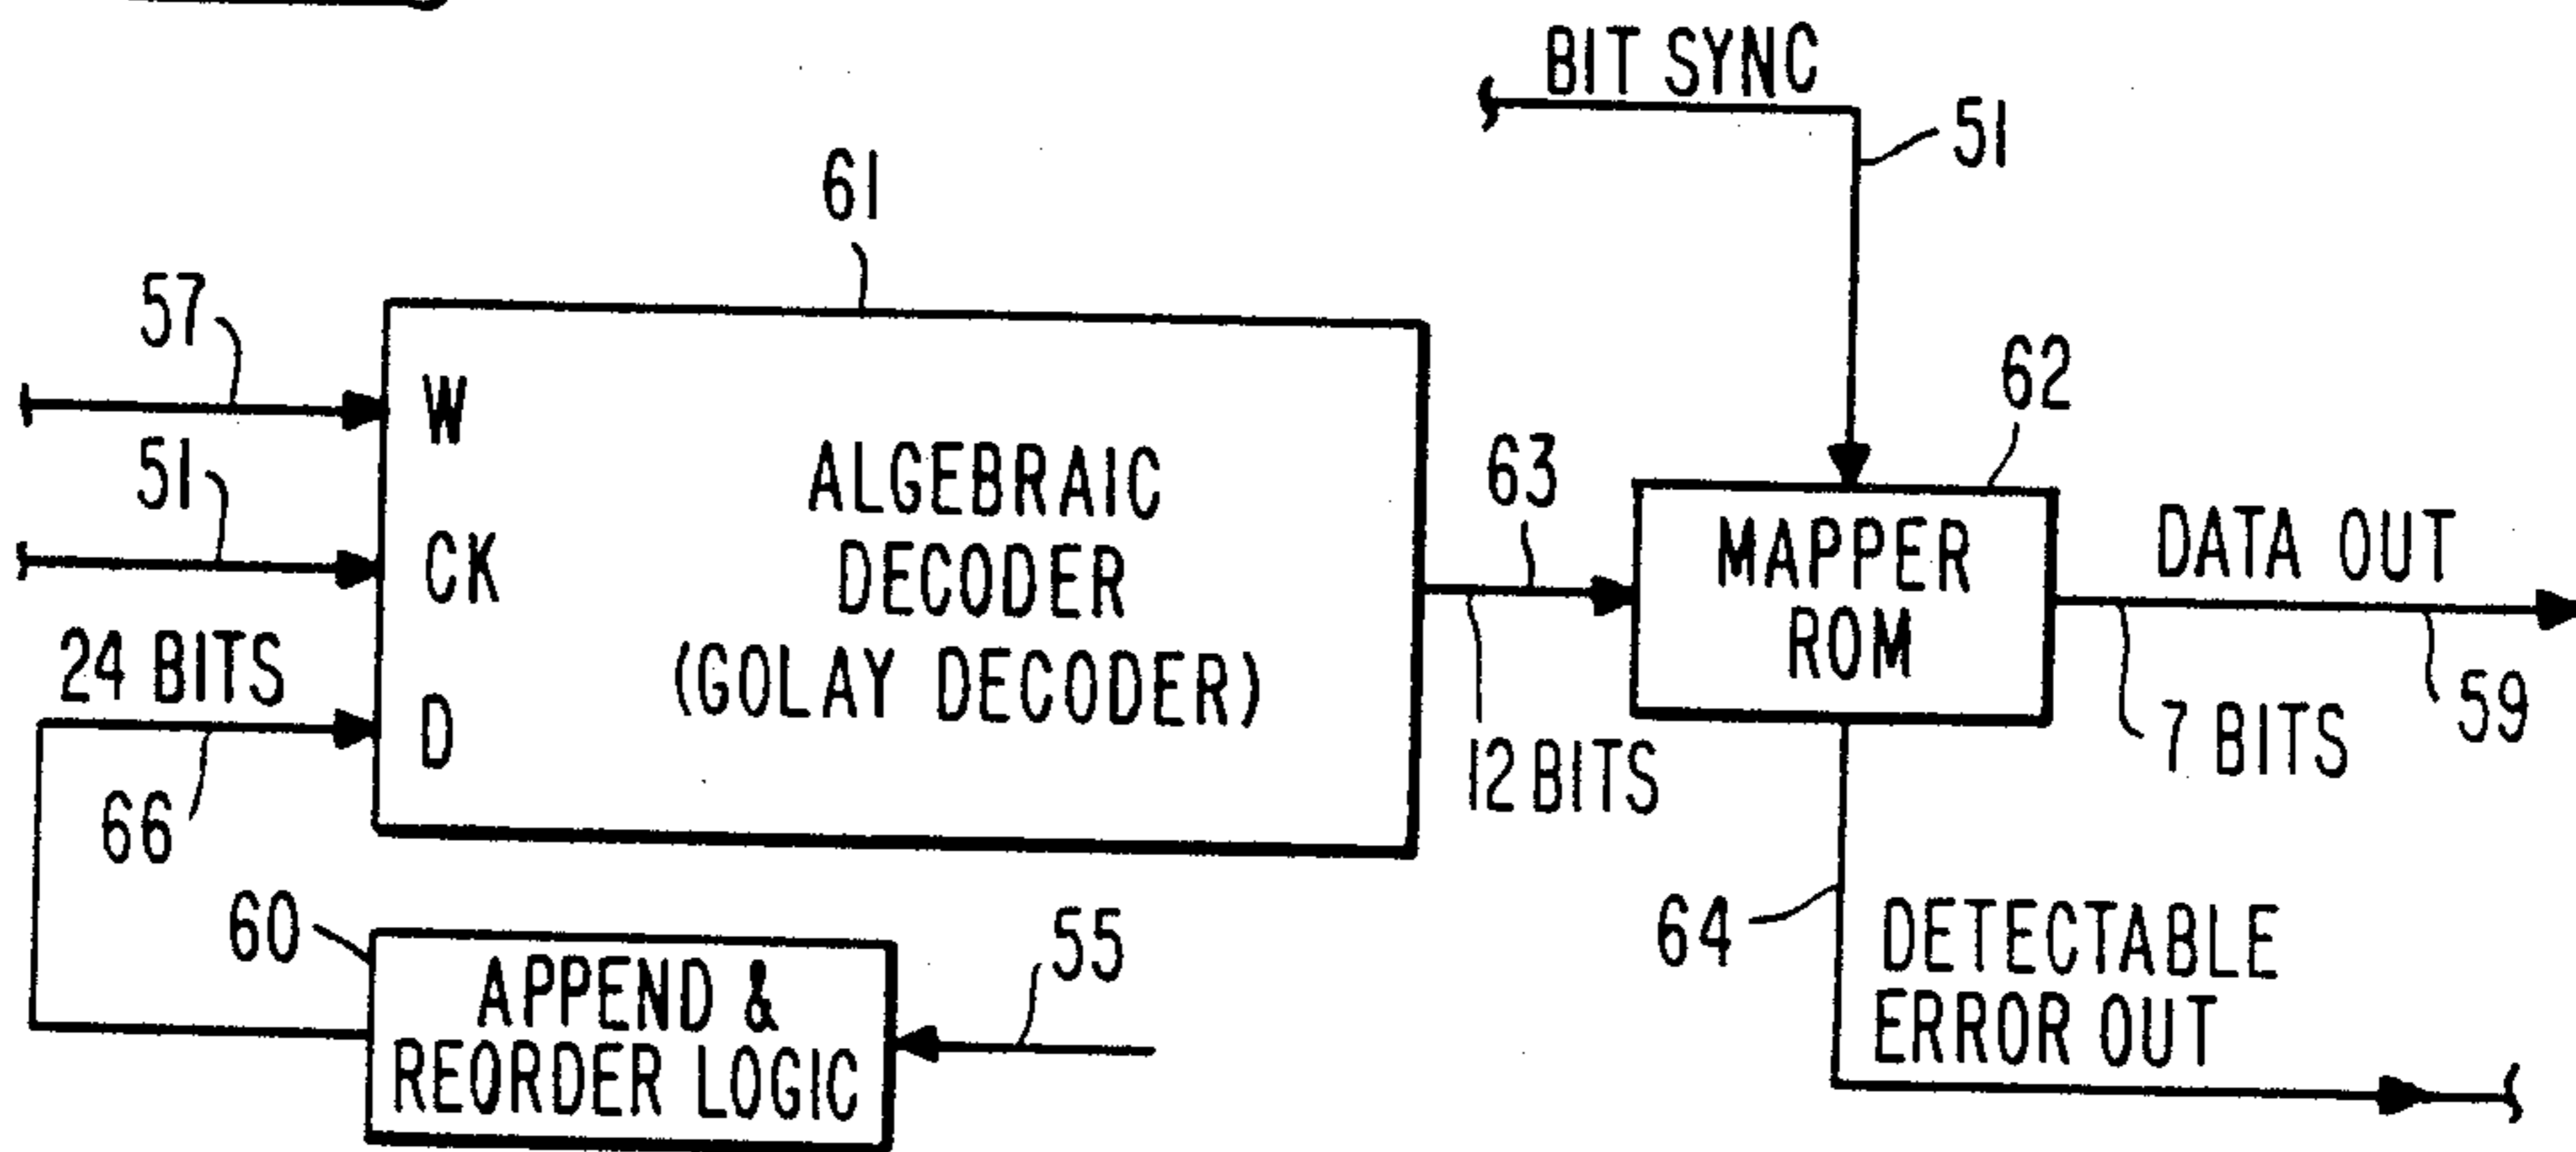 BIT SYNC
51
61
57
W
51
CK
24 BITS
D
66
ALGEBRAIC
DECODER
(GOLAY DECODER)
63
12 BITS
62
MAPPER
ROM
DATA OUT
7 BITS
59
64
DETECTABLE
ERROR OUT
60
APPEND &
REORDER LOGIC
55